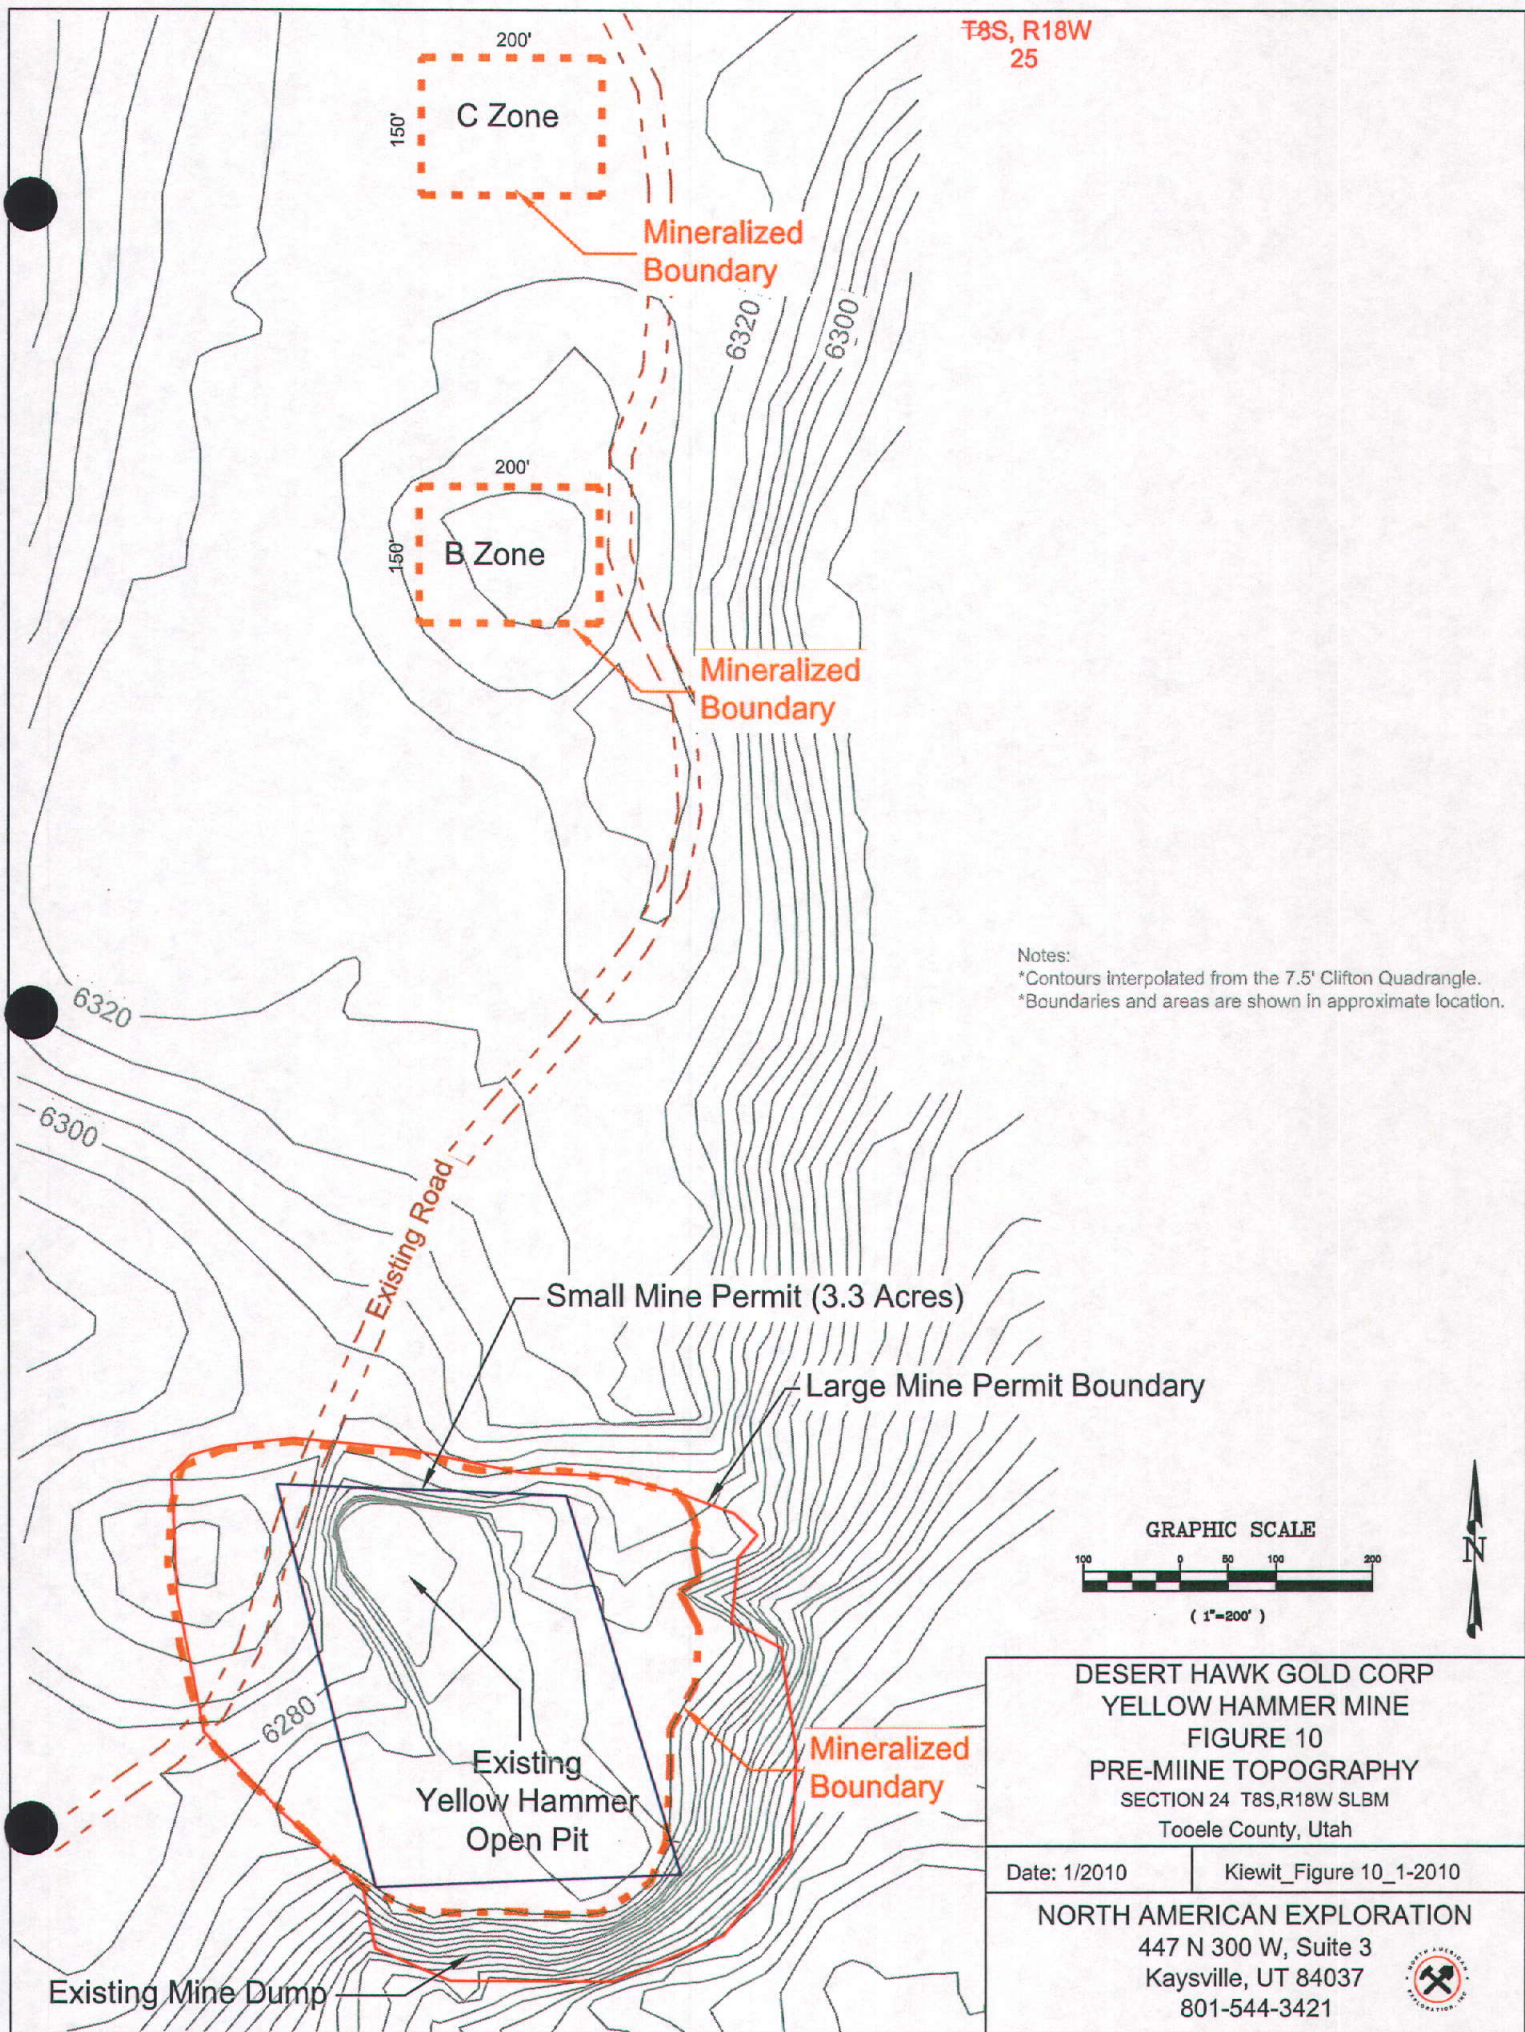 T8S, R18W
25
200'
150'
C Zone
Mineralized
Boundary
6320
6300
200'
150'
B Zone
Mineralized
Boundary
Notes:
*Contours interpolated from the 7.5' Clifton Quadrangle.
*Boundaries and areas are shown in approximate location.
6320
6300
Existing Road
Small Mine Permit (3.3 Acres)
Large Mine Permit Boundary
GRAPHIC SCALE
100 0 50 100 200
( 1"=200' )
N
6280
Existing
Yellow Hammer
Open Pit
Mineralized
Boundary
Existing Mine Dump
DESERT HAWK GOLD CORP
YELLOW HAMMER MINE
FIGURE 10
PRE-MIINE TOPOGRAPHY
SECTION 24 T8S,R18W SLBM
Tooele County, Utah
Date: 1/2010 Kiewit_Figure 10_1-2010
NORTH AMERICAN EXPLORATION
447 N 300 W, Suite 3
Kaysville, UT 84037
801-544-3421
NORTH AMERICAN
EXPLORATION, INC